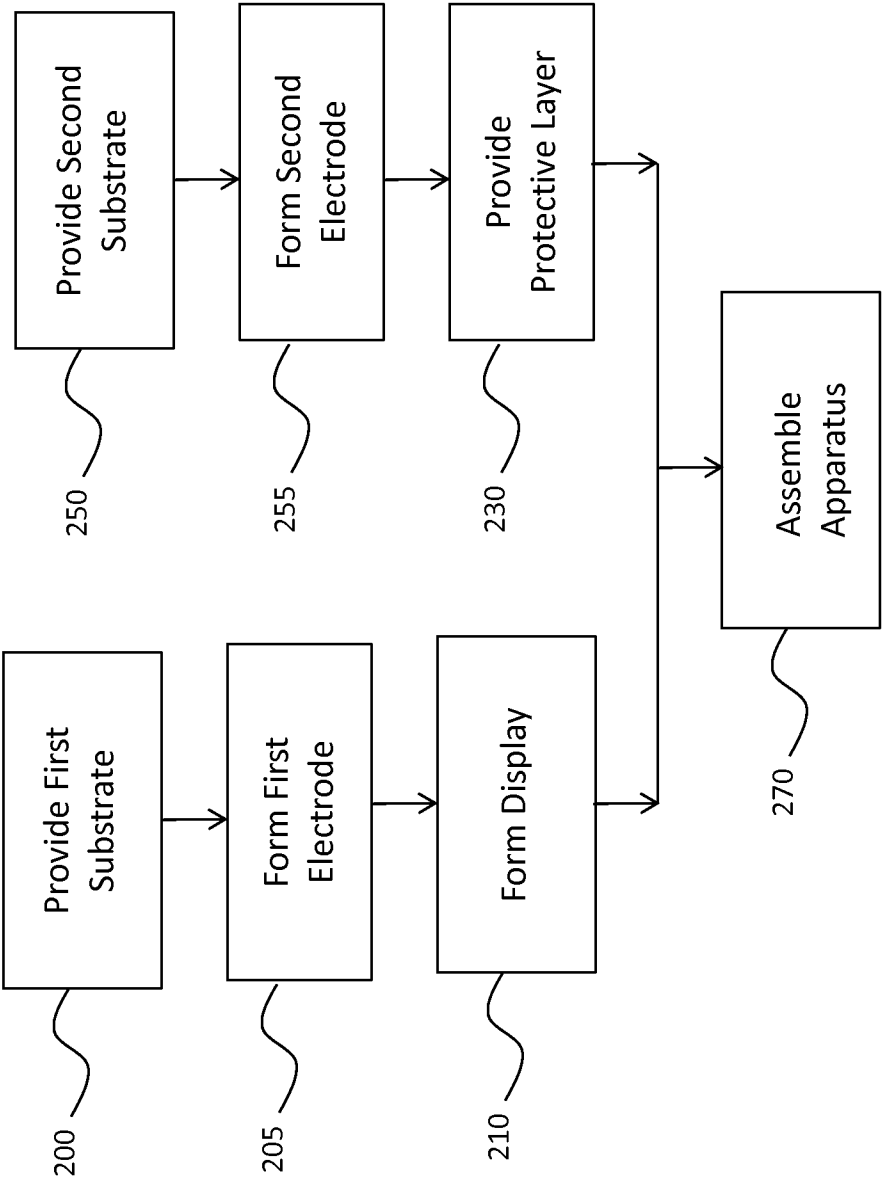 200
Provide First
Substrate
205
Form First
Electrode
210
Form Display
250
Provide Second
Substrate
255
Form Second
Electrode
230
Provide
Protective Layer
270
Assemble
Apparatus